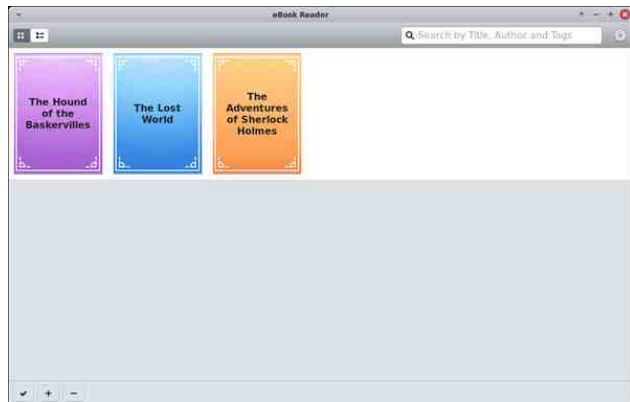 eBook Reader
Search by Title, Author and Tags
The Hound
of the
Baskervilles
The Lost
World
The
Adventures
of Sherlock
Holmes